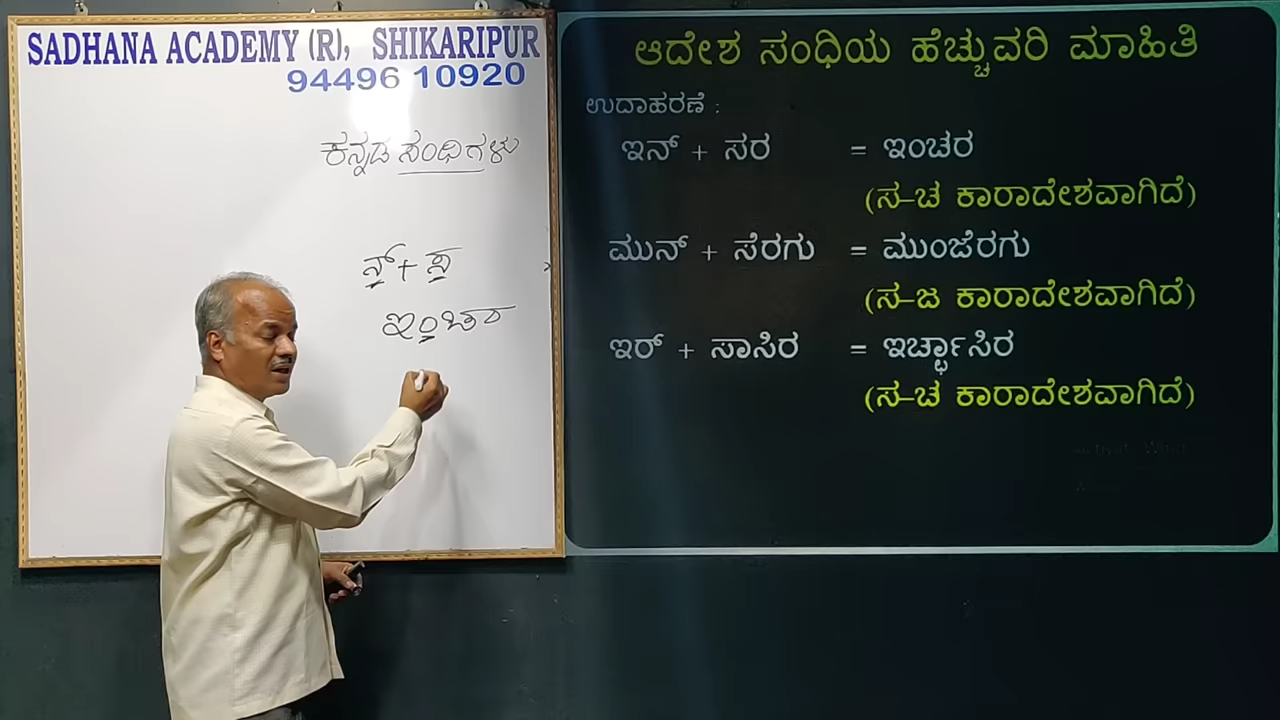 SADHANA ACADEMY (R), SHIKARIPUR
94496 10920
ಕನ್ನಡ ಸಂಧಿಗಳು
ನ್ + ಸ
ಇಂಚರ
ಆದೇಶ ಸಂಧಿಯ ಹೆಚ್ಚುವರಿ ಮಾಹಿತಿ
ಉದಾಹರಣೆ :
ಇನ್ + ಸರ = ಇಂಚರ
(ಸ-ಚ ಕಾರಾದೇಶವಾಗಿದೆ)
ಮುನ್ + ಸೆರಗು = ಮುಂಜೆರಗು
(ಸ-ಜ ಕಾರಾದೇಶವಾಗಿದೆ)
ಇರ್ + ಸಾಸಿರ = ಇರ್ಚ್ಛಾಸಿರ
(ಸ-ಚ ಕಾರಾದೇಶವಾಗಿದೆ)